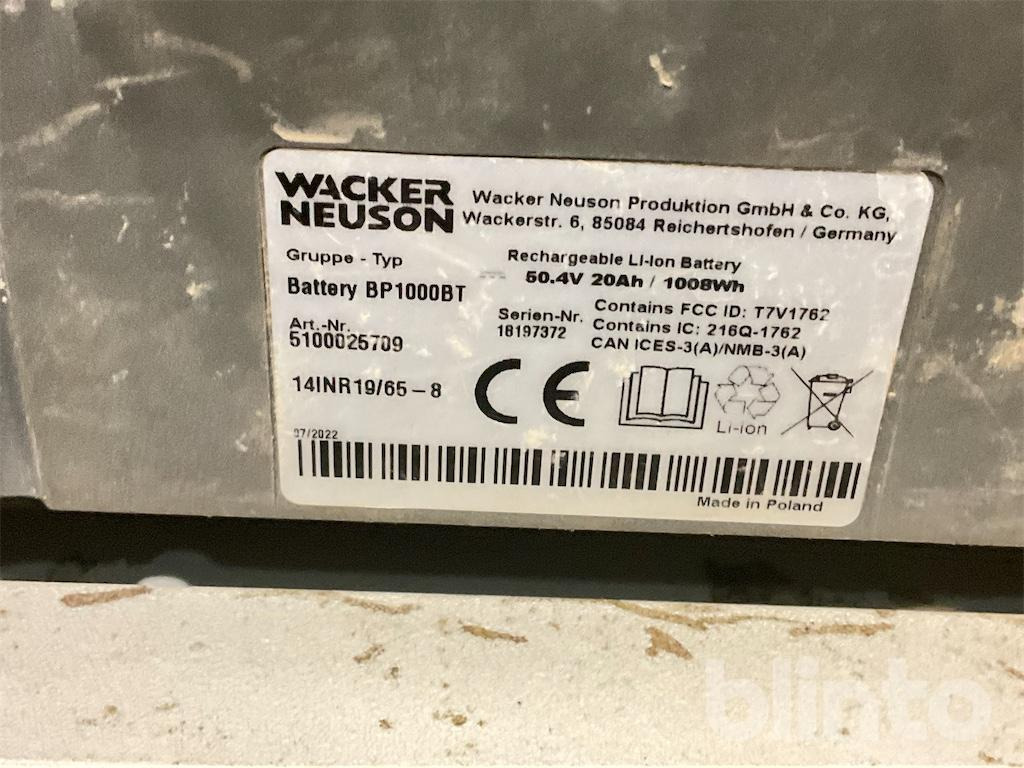 WACKER
NEUSON
Wacker Neuson Produktion GmbH & Co. KG,
Wackerstr. 6, 85084 Reichertshofen / Germany
Gruppe - Typ
Battery BP1000BT
Rechargeable Li-Ion Battery
50.4V 20Ah / 1008Wh
Art.-Nr.
5100025709
Serien-Nr.
18197372
Contains FCC ID: T7V1762
Contains IC: 216Q-1762
CAN ICES-3(A)/NMB-3(A)
14INR19/65-8
CE
Li-ion
07/2022
Made in Poland
blinto